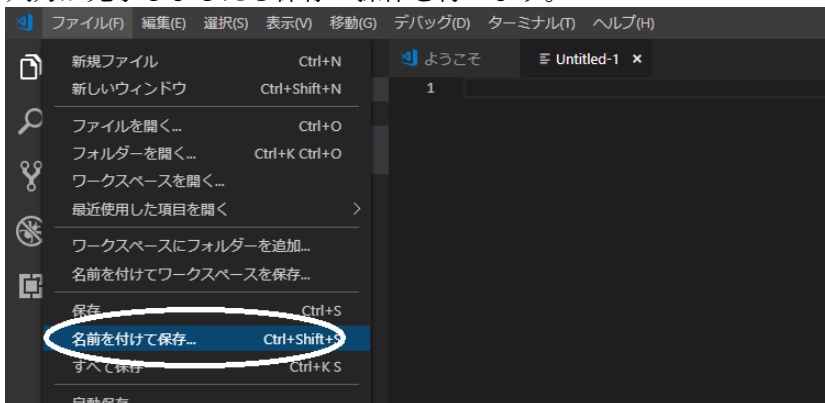 ファイル(F) 編集(E) 選択(S) 表示(V) 移動(G) デバッグ(D) ターミナル(T) ヘルプ(H)
新規ファイル Ctrl+N
新しいウィンドウ Ctrl+Shift+N
ファイルを開く... Ctrl+O
フォルダーを開く... Ctrl+K Ctrl+O
ワークスペースを開く...
最近使用した項目を開く
ワークスペースにフォルダーを追加...
名前を付けてワークスペースを保存...
保存 Ctrl+S
名前を付けて保存... Ctrl+Shift+S
すべて保存 Ctrl+K S
自動保存
ようこそ Untitled-1
1